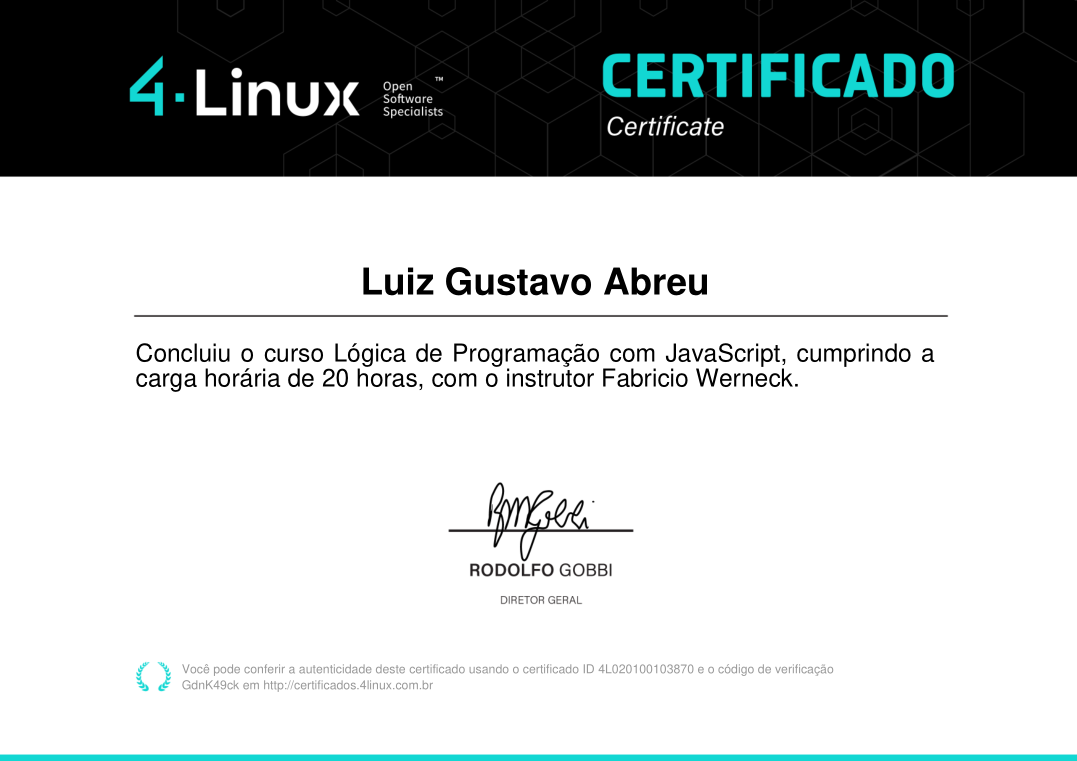 4.Linux
Open
Software
Specialists
™
CERTIFICADO
Certificate
Luiz Gustavo Abreu
Concluiu o curso Lógica de Programação com JavaScript, cumprindo a
carga horária de 20 horas, com o instrutor Fabricio Werneck.
RODOLFO GOBBI
DIRETOR GERAL
Você pode conferir a autenticidade deste certificado usando o certificado ID 4L020100103870 e o código de verificação
GdnK49ck em http://certificados.4linux.com.br